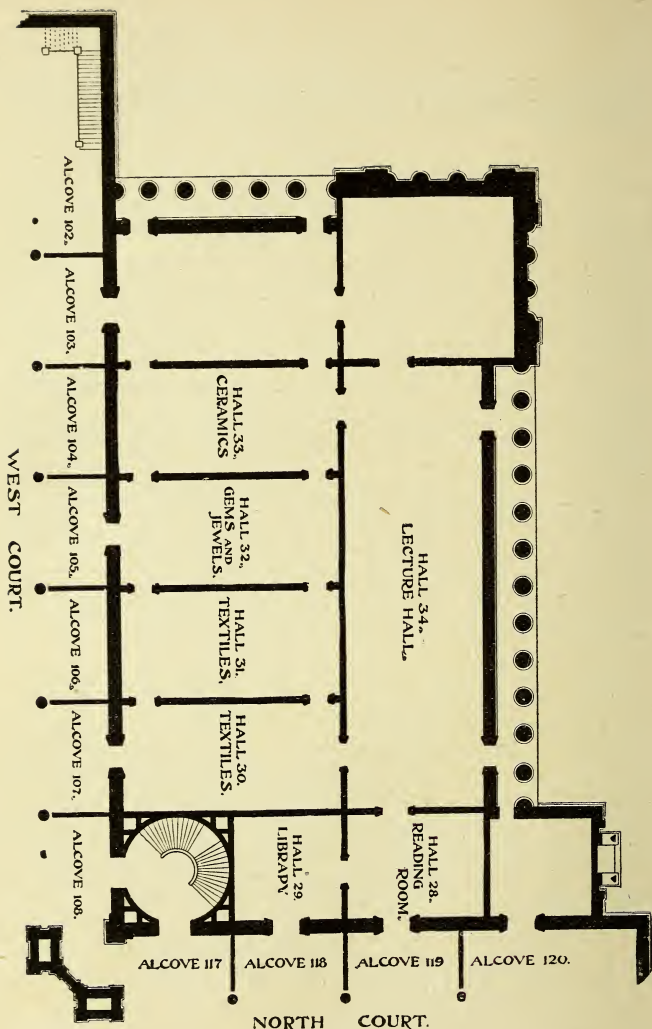 ALCOVE 102.
ALCOVE 103.
ALCOVE 104.
ALCOVE 105.
ALCOVE 106.
ALCOVE 107.
ALCOVE 108.
WEST COURT.
HALL 33.
CERAMICS
HALL 32.
GEMS AND
JEWELS.
HALL 31.
TEXTILES.
HALL 30.
TEXTILES.
HALL 34.
LECTURE HALL.
HALL 29.
LIBRARY
HALL 28.
READING
ROOM.
ALCOVE 117
ALCOVE 118
ALCOVE 119
ALCOVE 120.
NORTH COURT.